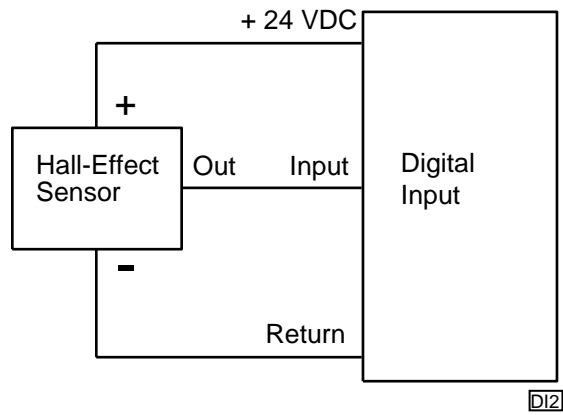 + 24 VDC
+
Hall-Effect
Sensor
Out
Input
Digital
Input
-
Return
DI2